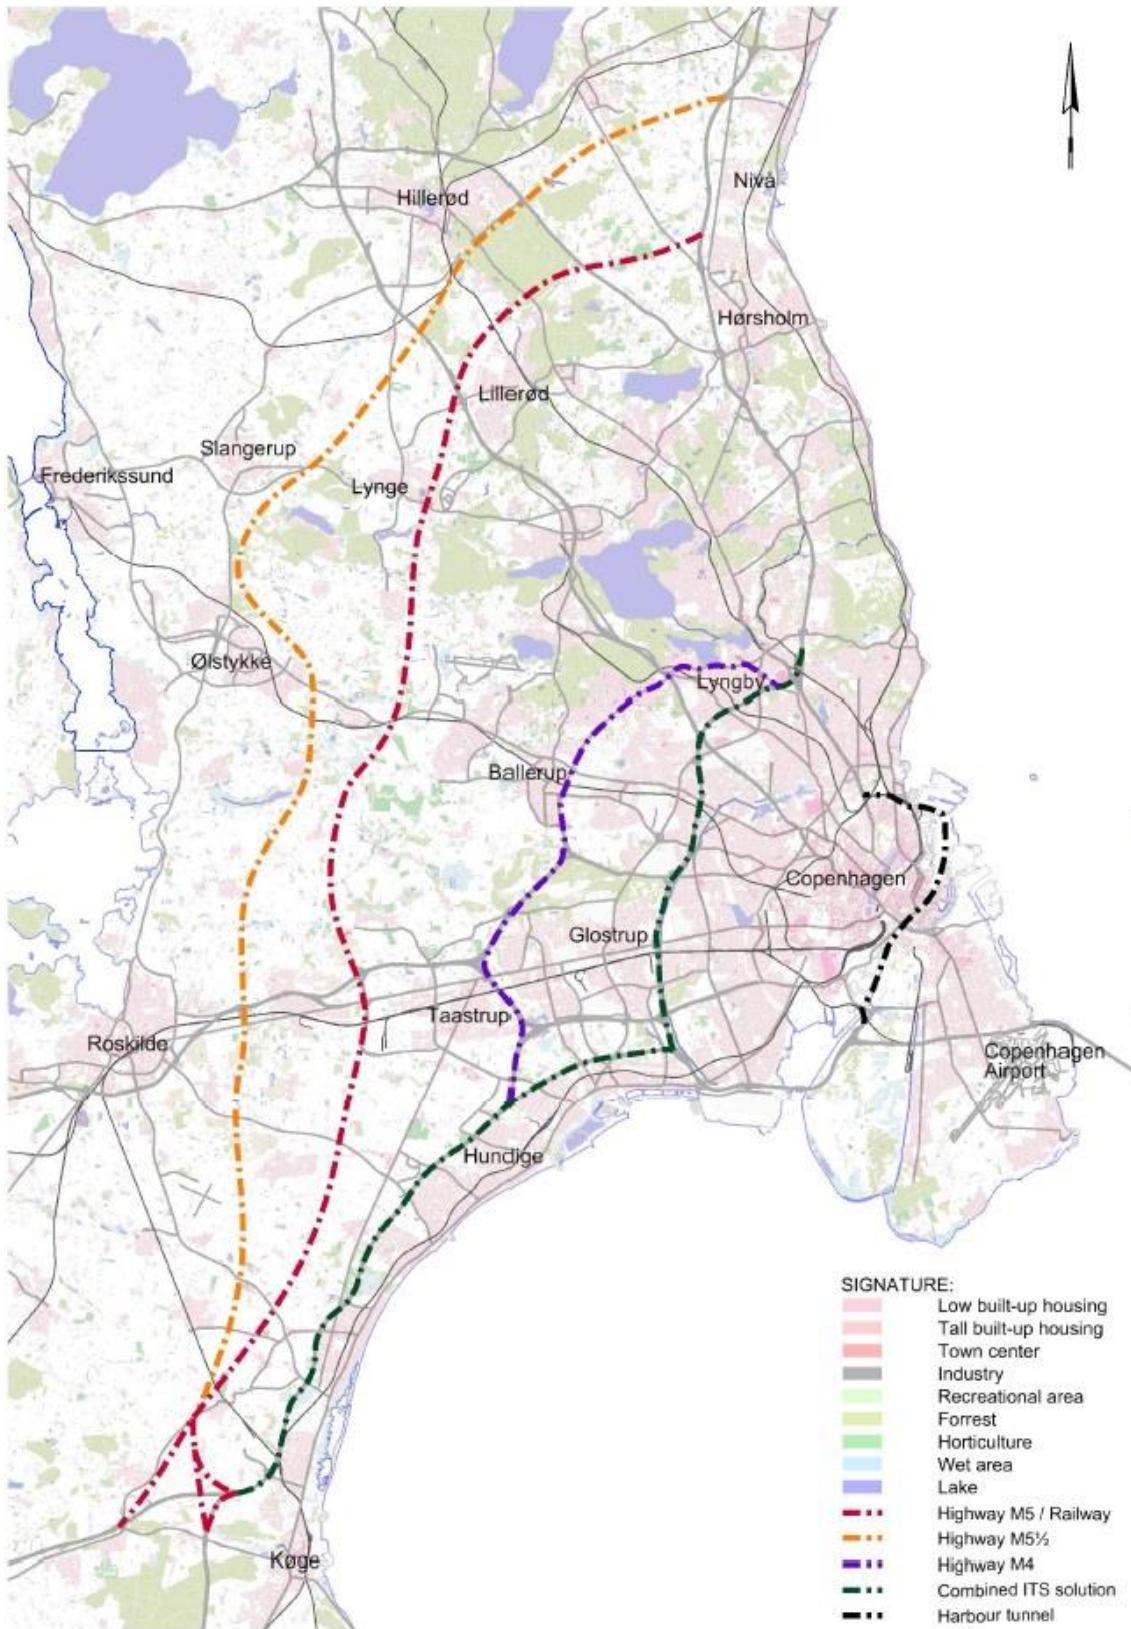 Nivå
Hillerød
Hørsholm
Lillerød
Slangerup
Frederikssund
Lynge
Ølstykke
Lyngby
Ballerup
Copenhagen
Glostrup
Taastrup
Roskilde
Copenhagen
Airport
Hundige
SIGNATURE:
Low built-up housing
Tall built-up housing
Town center
Industry
Recreational area
Forrest
Horticulture
Wet area
Lake
Highway M5 / Railway
Highway M5½
Highway M4
Combined ITS solution
Harbour tunnel
Køge